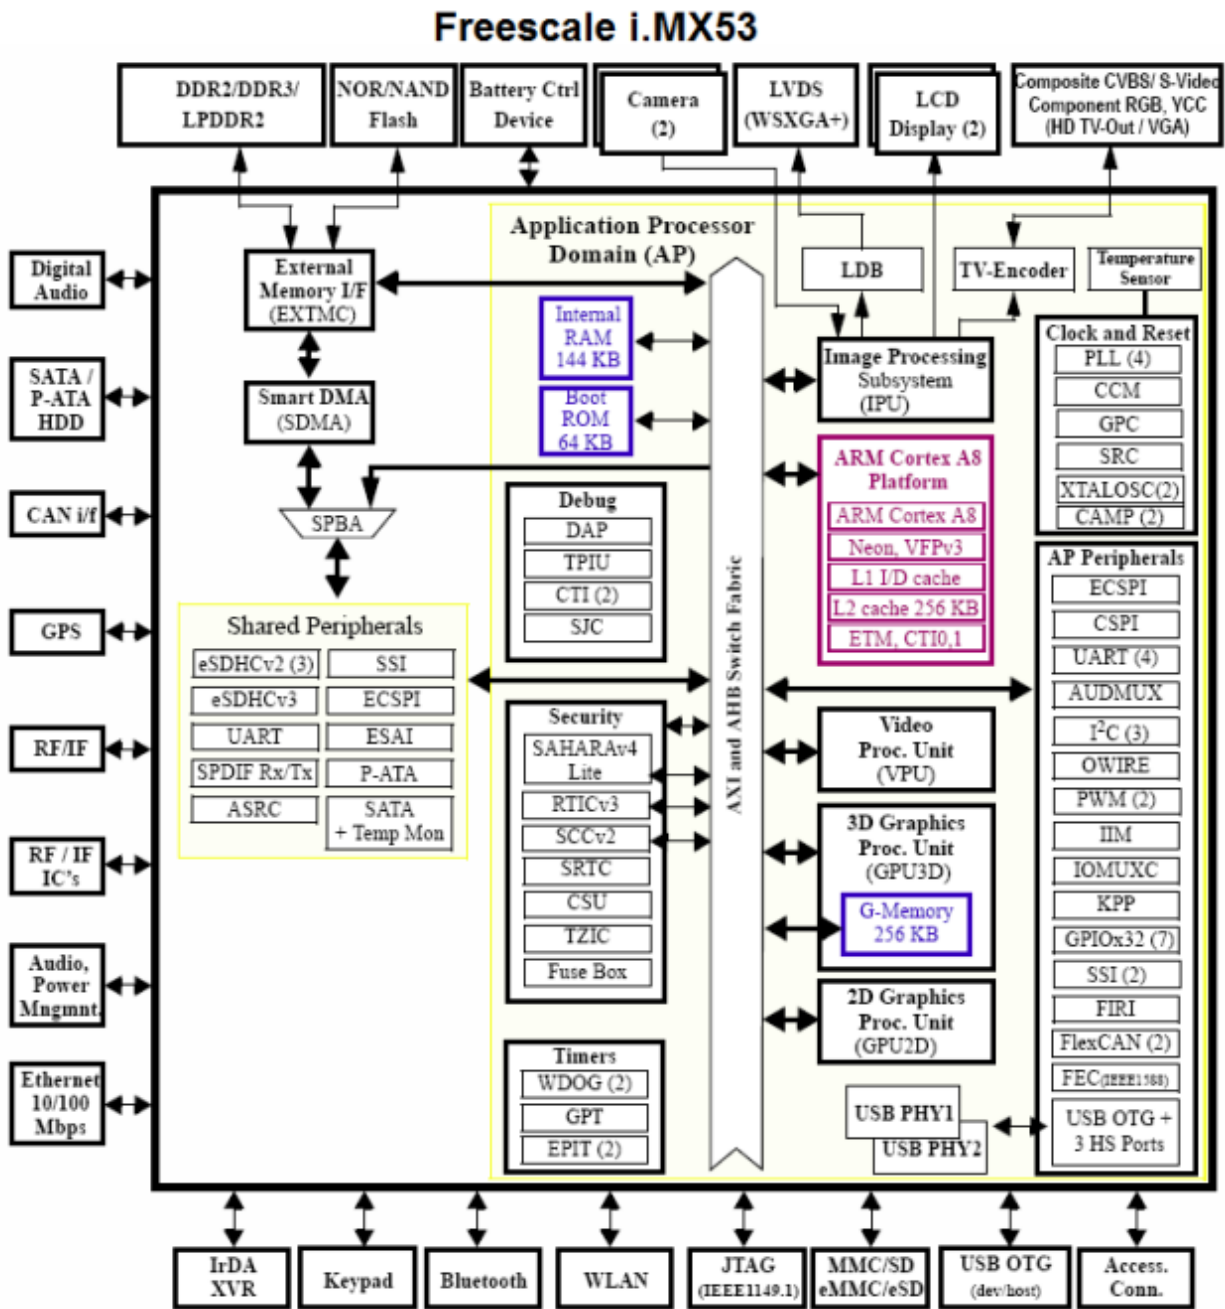 Freescale i.MX53
DDR2/DDR3/
LPDDR2
NOR/NAND
Flash
Battery Ctrl
Device
Camera
(2)
LVDS
(WSXGA+)
LCD
Display (2)
Composite CVBS/ S-Video
Component RGB, YCC
(HD TV-Out / VGA)
Digital
Audio
SATA /
P-ATA
HDD
CAN i/f
GPS
RF/IF
RF / IF
IC's
Audio,
Power
Mngmnt.
Ethernet
10/100
Mbps
External
Memory I/F
(EXTMC)
Smart DMA
(SDMA)
SPBA
Shared Peripherals
eSDHCv2 (3)
SSI
eSDHCv3
ECSPI
UART
ESAI
SPDIF Rx/Tx
P-ATA
ASRC
SATA
+ Temp Mon
Application Processor
Domain (AP)
Internal
RAM
144 KB
Boot
ROM
64 KB
Debug
DAP
TPIU
CTI (2)
SJC
Security
SAHARAv4
Lite
RTICv3
SCCv2
SRTC
CSU
TZIC
Fuse Box
Timers
WDOG (2)
GPT
EPIT (2)
AXI and AHB Switch Fabric
LDB
TV-Encoder
Image Processing
Subsystem
(IPU)
ARM Cortex A8
Platform
ARM Cortex A8
Neon, VFPv3
L1 I/D cache
L2 cache 256 KB
ETM, CTI0,1
Video
Proc. Unit
(VPU)
3D Graphics
Proc. Unit
(GPU3D)
G-Memory
256 KB
2D Graphics
Proc. Unit
(GPU2D)
USB PHY1
USB PHY2
Temperature
Sensor
Clock and Reset
PLL (4)
CCM
GPC
SRC
XTALOSC(2)
CAMP (2)
AP Peripherals
ECSPI
CSPI
UART (4)
AUDMUX
I²C (3)
OWIRE
PWM (2)
IIM
IOMUXC
KPP
GPIOx32 (7)
SSI (2)
FIRI
FlexCAN (2)
FEC(IEEE1588)
USB OTG +
3 HS Ports
IrDA
XVR
Keypad
Bluetooth
WLAN
JTAG
(IEEE1149.1)
MMC/SD
eMMC/eSD
USB OTG
(dev/host)
Access.
Conn.